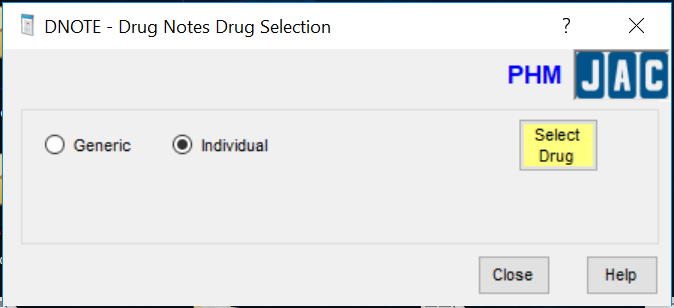 DNOTE - Drug Notes Drug Selection ?
PHM JAC
Generic Individual
Select
Drug
Close Help